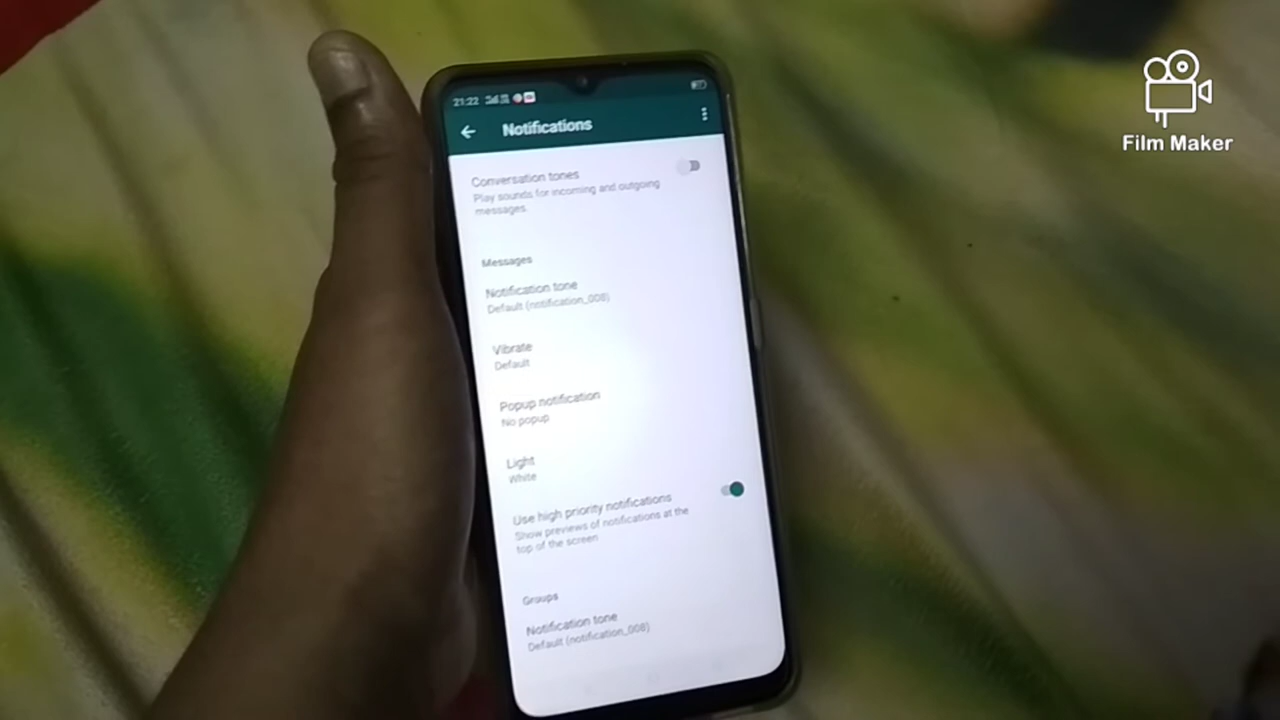 Film Maker
21:22
Notifications
Conversation tones
Play sounds for incoming and outgoing
messages.
Messages
Notification tone
Default (notification_008)
Vibrate
Default
Popup notification
No popup
Light
White
Use high priority notifications
Show previews of notifications at the
top of the screen
Groups
Notification tone
Default (notification_008)